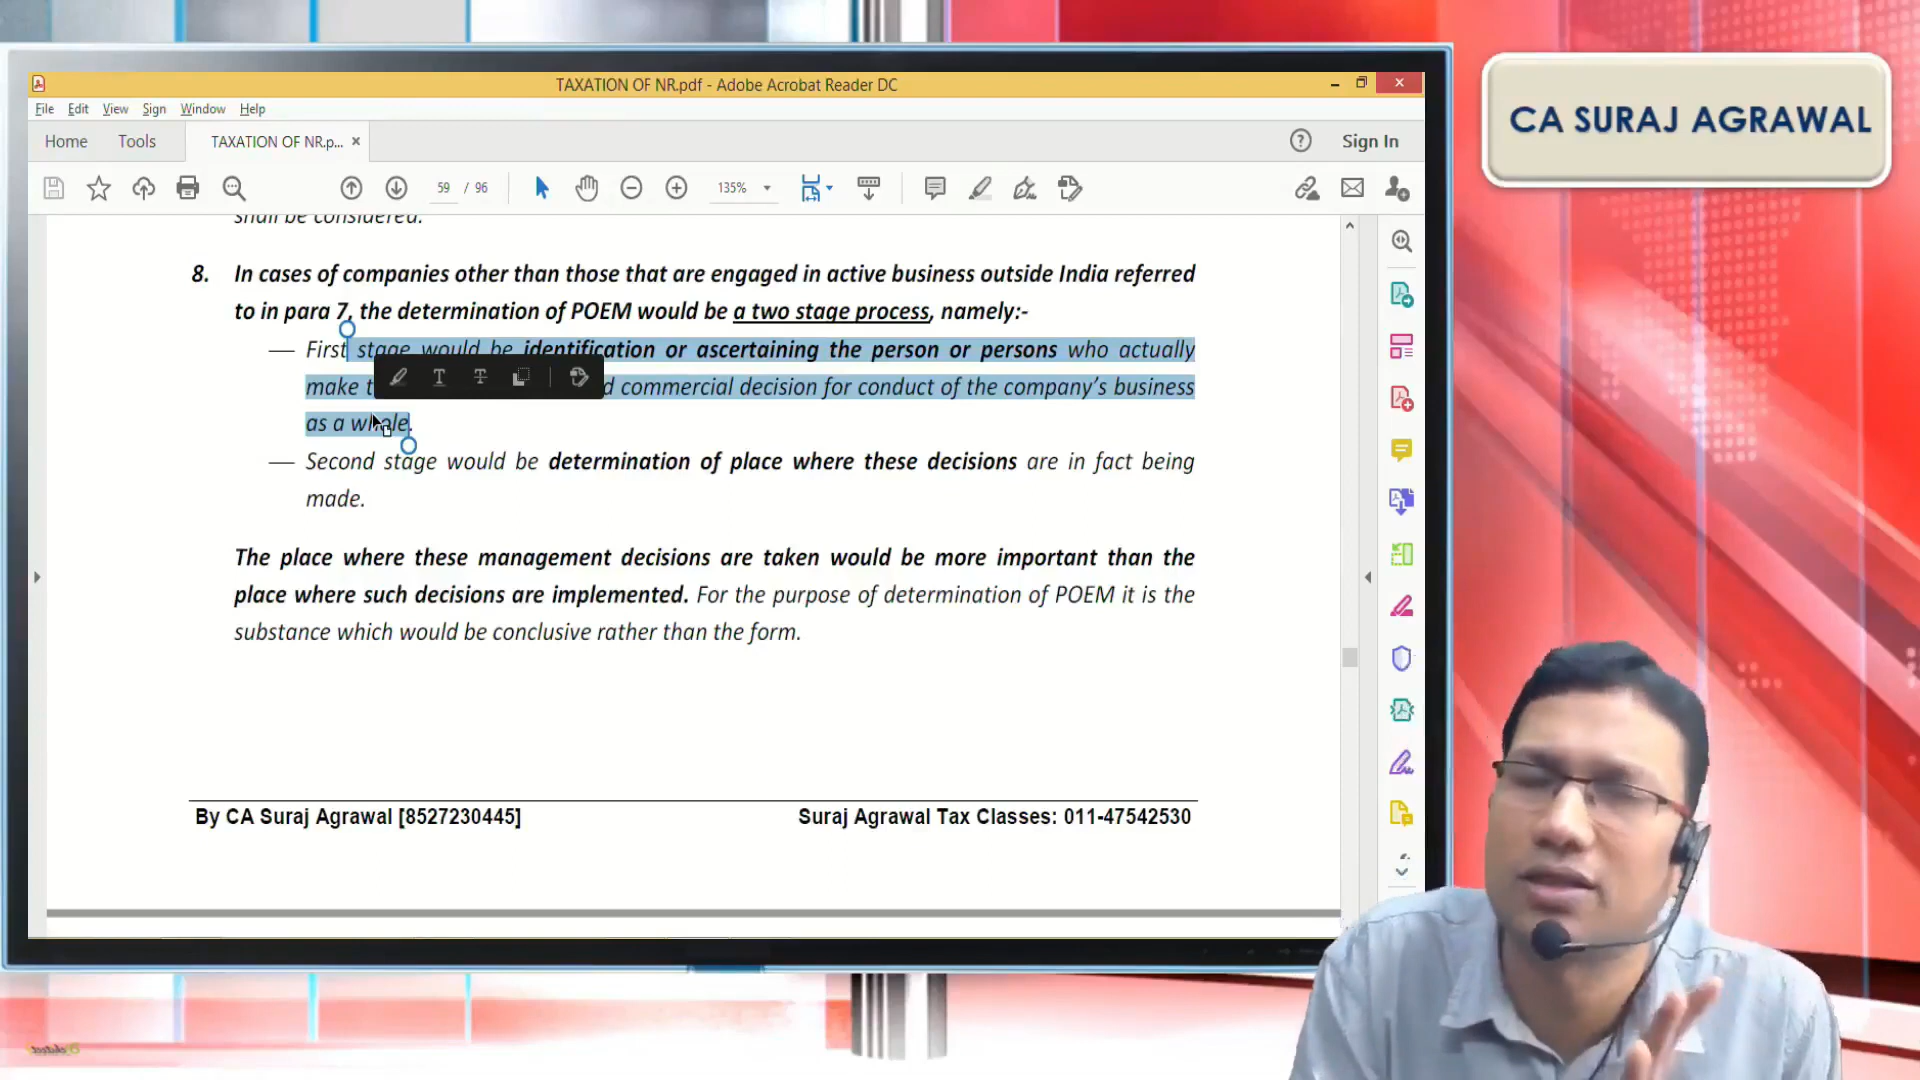 CA SURAJ AGRAWAL
TAXATION OF NR.pdf - Adobe Acrobat Reader DC
File Edit View Sign Window Help
Home Tools TAXATION OF NR.p... × Sign In
59 / 96 135%
shall be considered.
8. In cases of companies other than those that are engaged in active business outside India referred
to in para 7, the determination of POEM would be a two stage process, namely:-
— First stage would be identification or ascertaining the person or persons who actually
make commercial decision for conduct of the company's business
as a whole.
— Second stage would be determination of place where these decisions are in fact being
made.
The place where these management decisions are taken would be more important than the
place where such decisions are implemented. For the purpose of determination of POEM it is the
substance which would be conclusive rather than the form.
By CA Suraj Agrawal [8527230445] Suraj Agrawal Tax Classes: 011-47542530